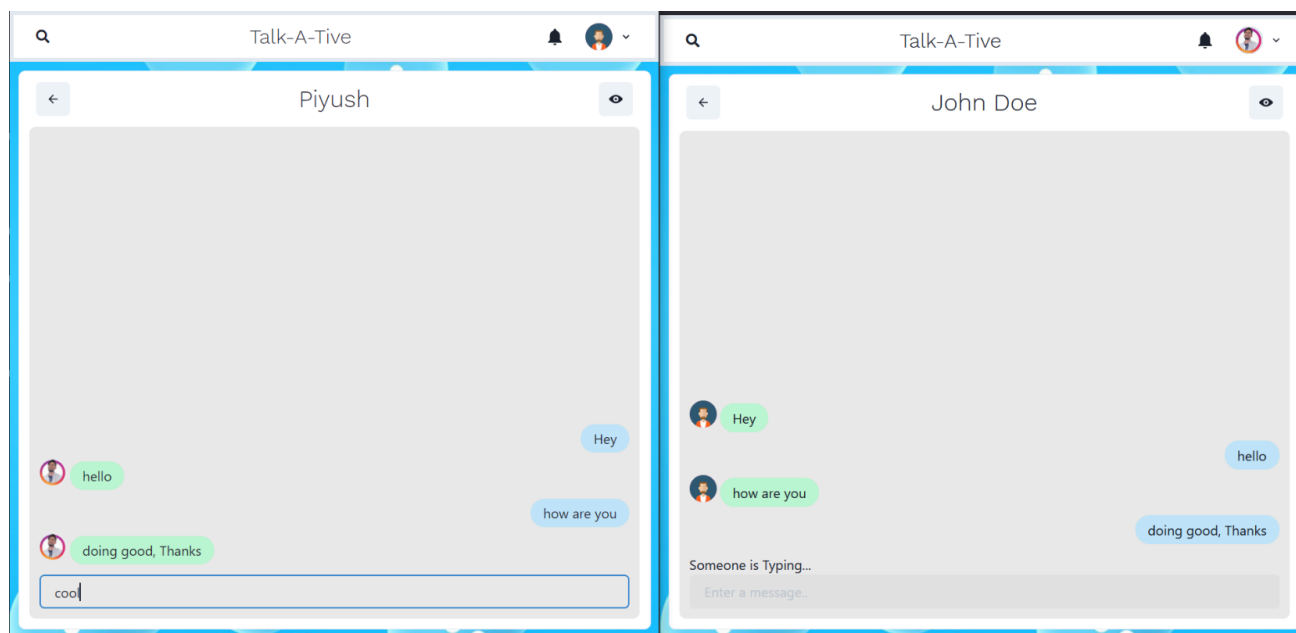 Talk-A-Tive
Piyush
Hey
hello
how are you
doing good, Thanks
cool
Talk-A-Tive
John Doe
Hey
hello
how are you
doing good, Thanks
Someone is Typing...
Enter a message..